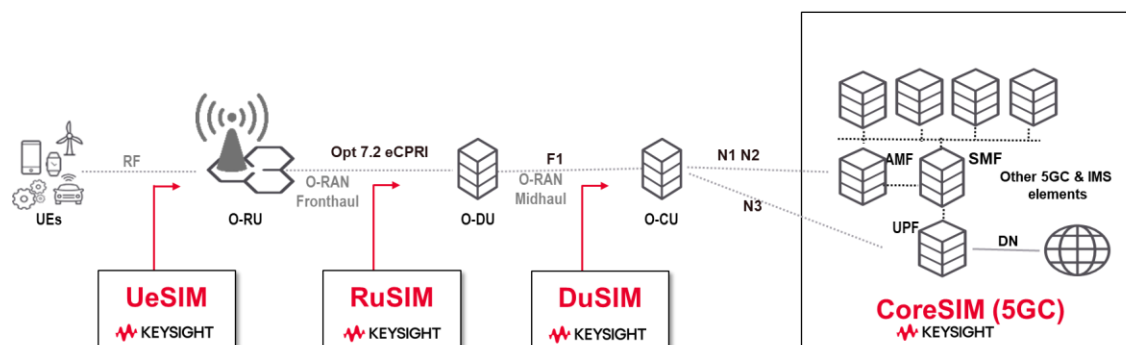 UEs
RF
O-RU
Opt 7.2 eCPRI
O-RAN
Fronthaul
O-DU
F1
O-RAN
Midhaul
O-CU
N1 N2
N3
AMF
SMF
Other 5GC & IMS
elements
UPF
DN
UeSIM
KEYSIGHT
RuSIM
KEYSIGHT
DuSIM
KEYSIGHT
CoreSIM (5GC)
KEYSIGHT